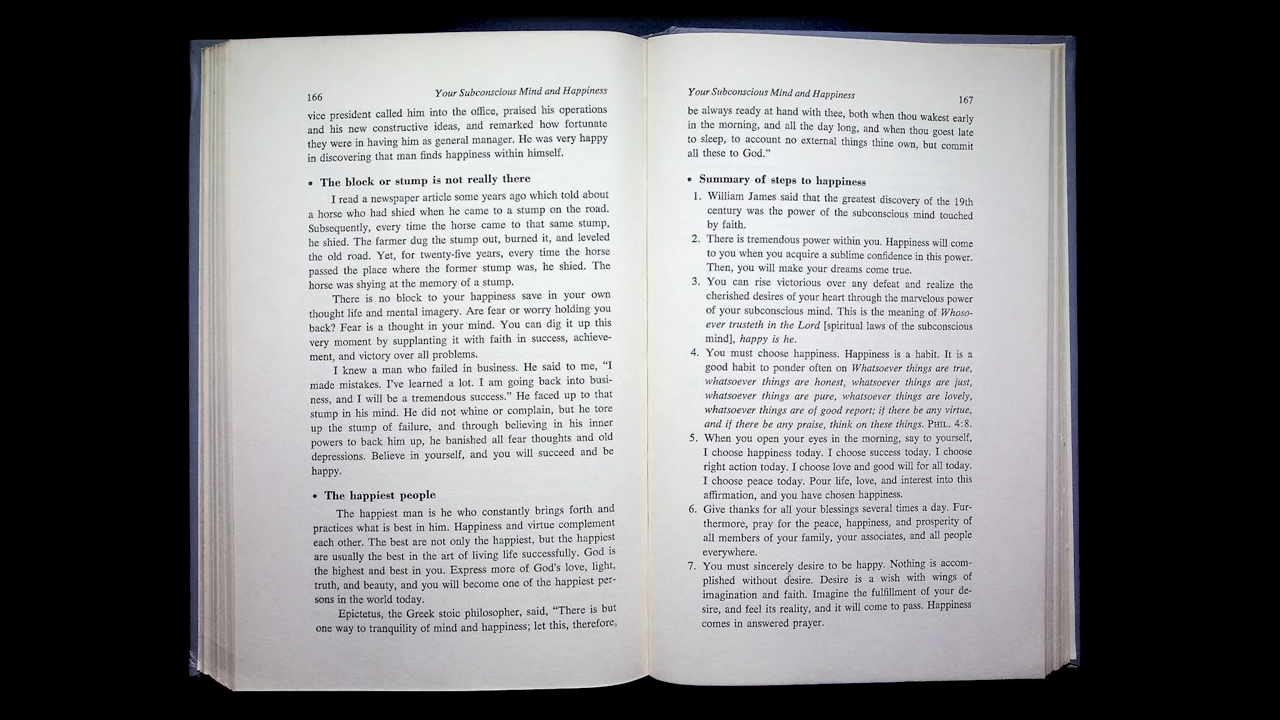 166
Your Subconscious Mind and Happiness
vice president called him into the office, praised his operations
and his new constructive ideas, and remarked how fortunate
they were in having him as general manager. He was very happy
in discovering that man finds happiness within himself.
• The block or stump is not really there
I read a newspaper article some years ago which told about
a horse who had shied when he came to a stump on the road.
Subsequently, every time the horse came to that same stump,
he shied. The farmer dug the stump out, burned it, and leveled
the old road. Yet, for twenty-five years, every time the horse
passed the place where the former stump was, he shied. The
horse was shying at the memory of a stump.
There is no block to your happiness save in your own
thought life and mental imagery. Are fear or worry holding you
back? Fear is a thought in your mind. You can dig it up this
very moment by supplanting it with faith in success, achieve-
ment, and victory over all problems.
I knew a man who failed in business. He said to me, “I
made mistakes. I’ve learned a lot. I am going back into busi-
ness, and I will be a tremendous success.” He faced up to that
stump in his mind. He did not whine or complain, but he tore
up the stump of failure, and through believing in his inner
powers to back him up, he banished all fear thoughts and old
depressions. Believe in yourself, and you will succeed and be
happy.
• The happiest people
The happiest man is he who constantly brings forth and
practices what is best in him. Happiness and virtue complement
each other. The best are not only the happiest, but the happiest
are usually the best in the art of living life successfully. God is
the highest and best in you. Express more of God’s love, light,
truth, and beauty, and you will become one of the happiest per-
sons in the world today.
Epictetus, the Greek stoic philosopher, said, “There is but
one way to tranquility of mind and happiness; let this, therefore,
Your Subconscious Mind and Happiness
167
be always ready at hand with thee, both when thou wakest early
in the morning, and all the day long, and when thou goest late
to sleep, to account no external things thine own, but commit
all these to God.”
• Summary of steps to happiness
1. William James said that the greatest discovery of the 19th
century was the power of the subconscious mind touched
by faith.
2. There is tremendous power within you. Happiness will come
to you when you acquire a sublime confidence in this power.
Then, you will make your dreams come true.
3. You can rise victorious over any defeat and realize the
cherished desires of your heart through the marvelous power
of your subconscious mind. This is the meaning of Whoso-
ever trusteth in the Lord [spiritual laws of the subconscious
mind], happy is he.
4. You must choose happiness. Happiness is a habit. It is a
good habit to ponder often on Whatsoever things are true,
whatsoever things are honest, whatsoever things are just,
whatsoever things are pure, whatsoever things are lovely,
whatsoever things are of good report; if there be any virtue,
and if there be any praise, think on these things. PHIL. 4:8.
5. When you open your eyes in the morning, say to yourself,
I choose happiness today. I choose success today. I choose
right action today. I choose love and good will for all today.
I choose peace today. Pour life, love, and interest into this
affirmation, and you have chosen happiness.
6. Give thanks for all your blessings several times a day. Fur-
thermore, pray for the peace, happiness, and prosperity of
all members of your family, your associates, and all people
everywhere.
7. You must sincerely desire to be happy. Nothing is accom-
plished without desire. Desire is a wish with wings of
imagination and faith. Imagine the fulfillment of your de-
sire, and feel its reality, and it will come to pass. Happiness
comes in answered prayer.